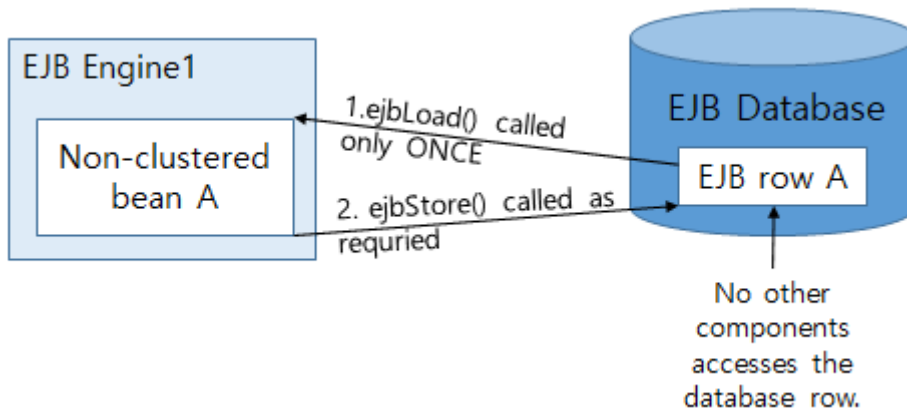 EJB Engine1
Non-clustered
bean A
1.ejbLoad() called
only ONCE
2. ejbStore() called as
requried
EJB Database
EJB row A
No other
components
accesses the
database row.